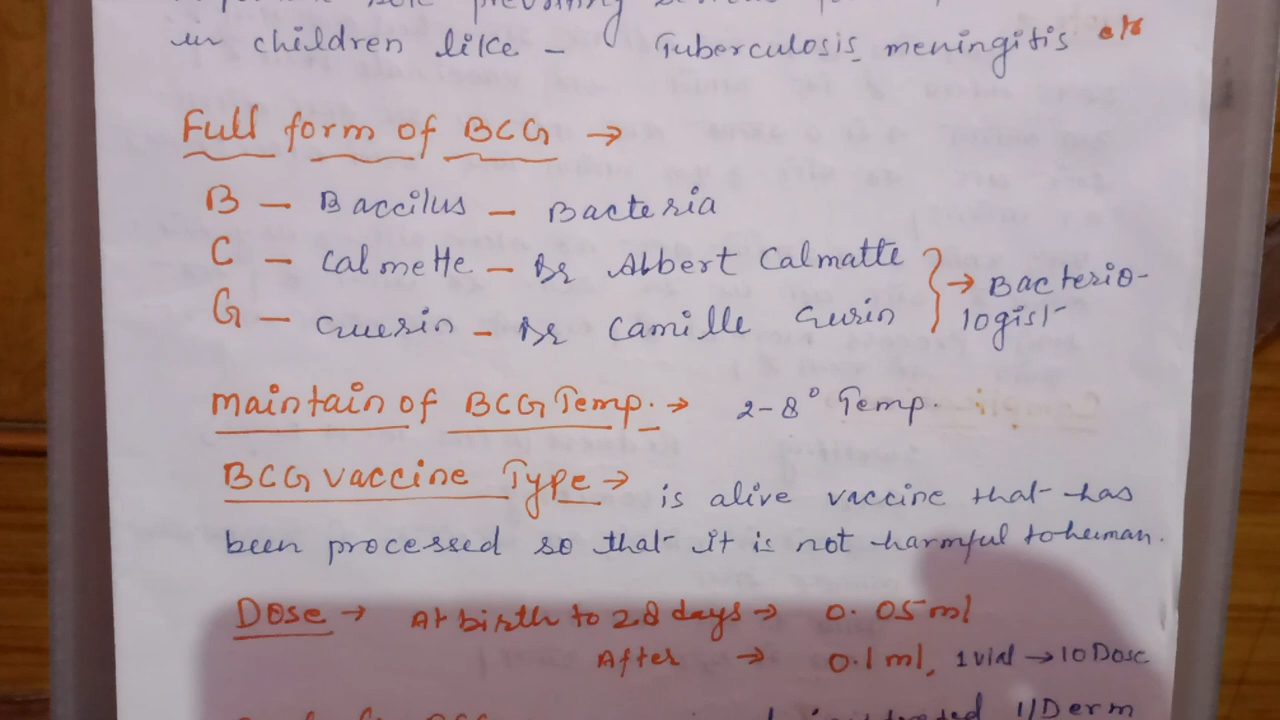 in children like - Tuberculosis meningitis etc
Full form of BCG →
B - Baccilus - Bacteria
C - Calmette - Dr Albert Calmatte
G - Guerin - Dr Camille Gurin
} → Bacterio-
logist
maintain of BCG Temp. → 2-8° Temp.
BCG vaccine Type → is alive vaccine that has
been processed so that it is not harmful to human.
Dose → At birth to 28 days → 0.05 ml
After → 0.1 ml, 1 vial → 10 Dose
I/Derm